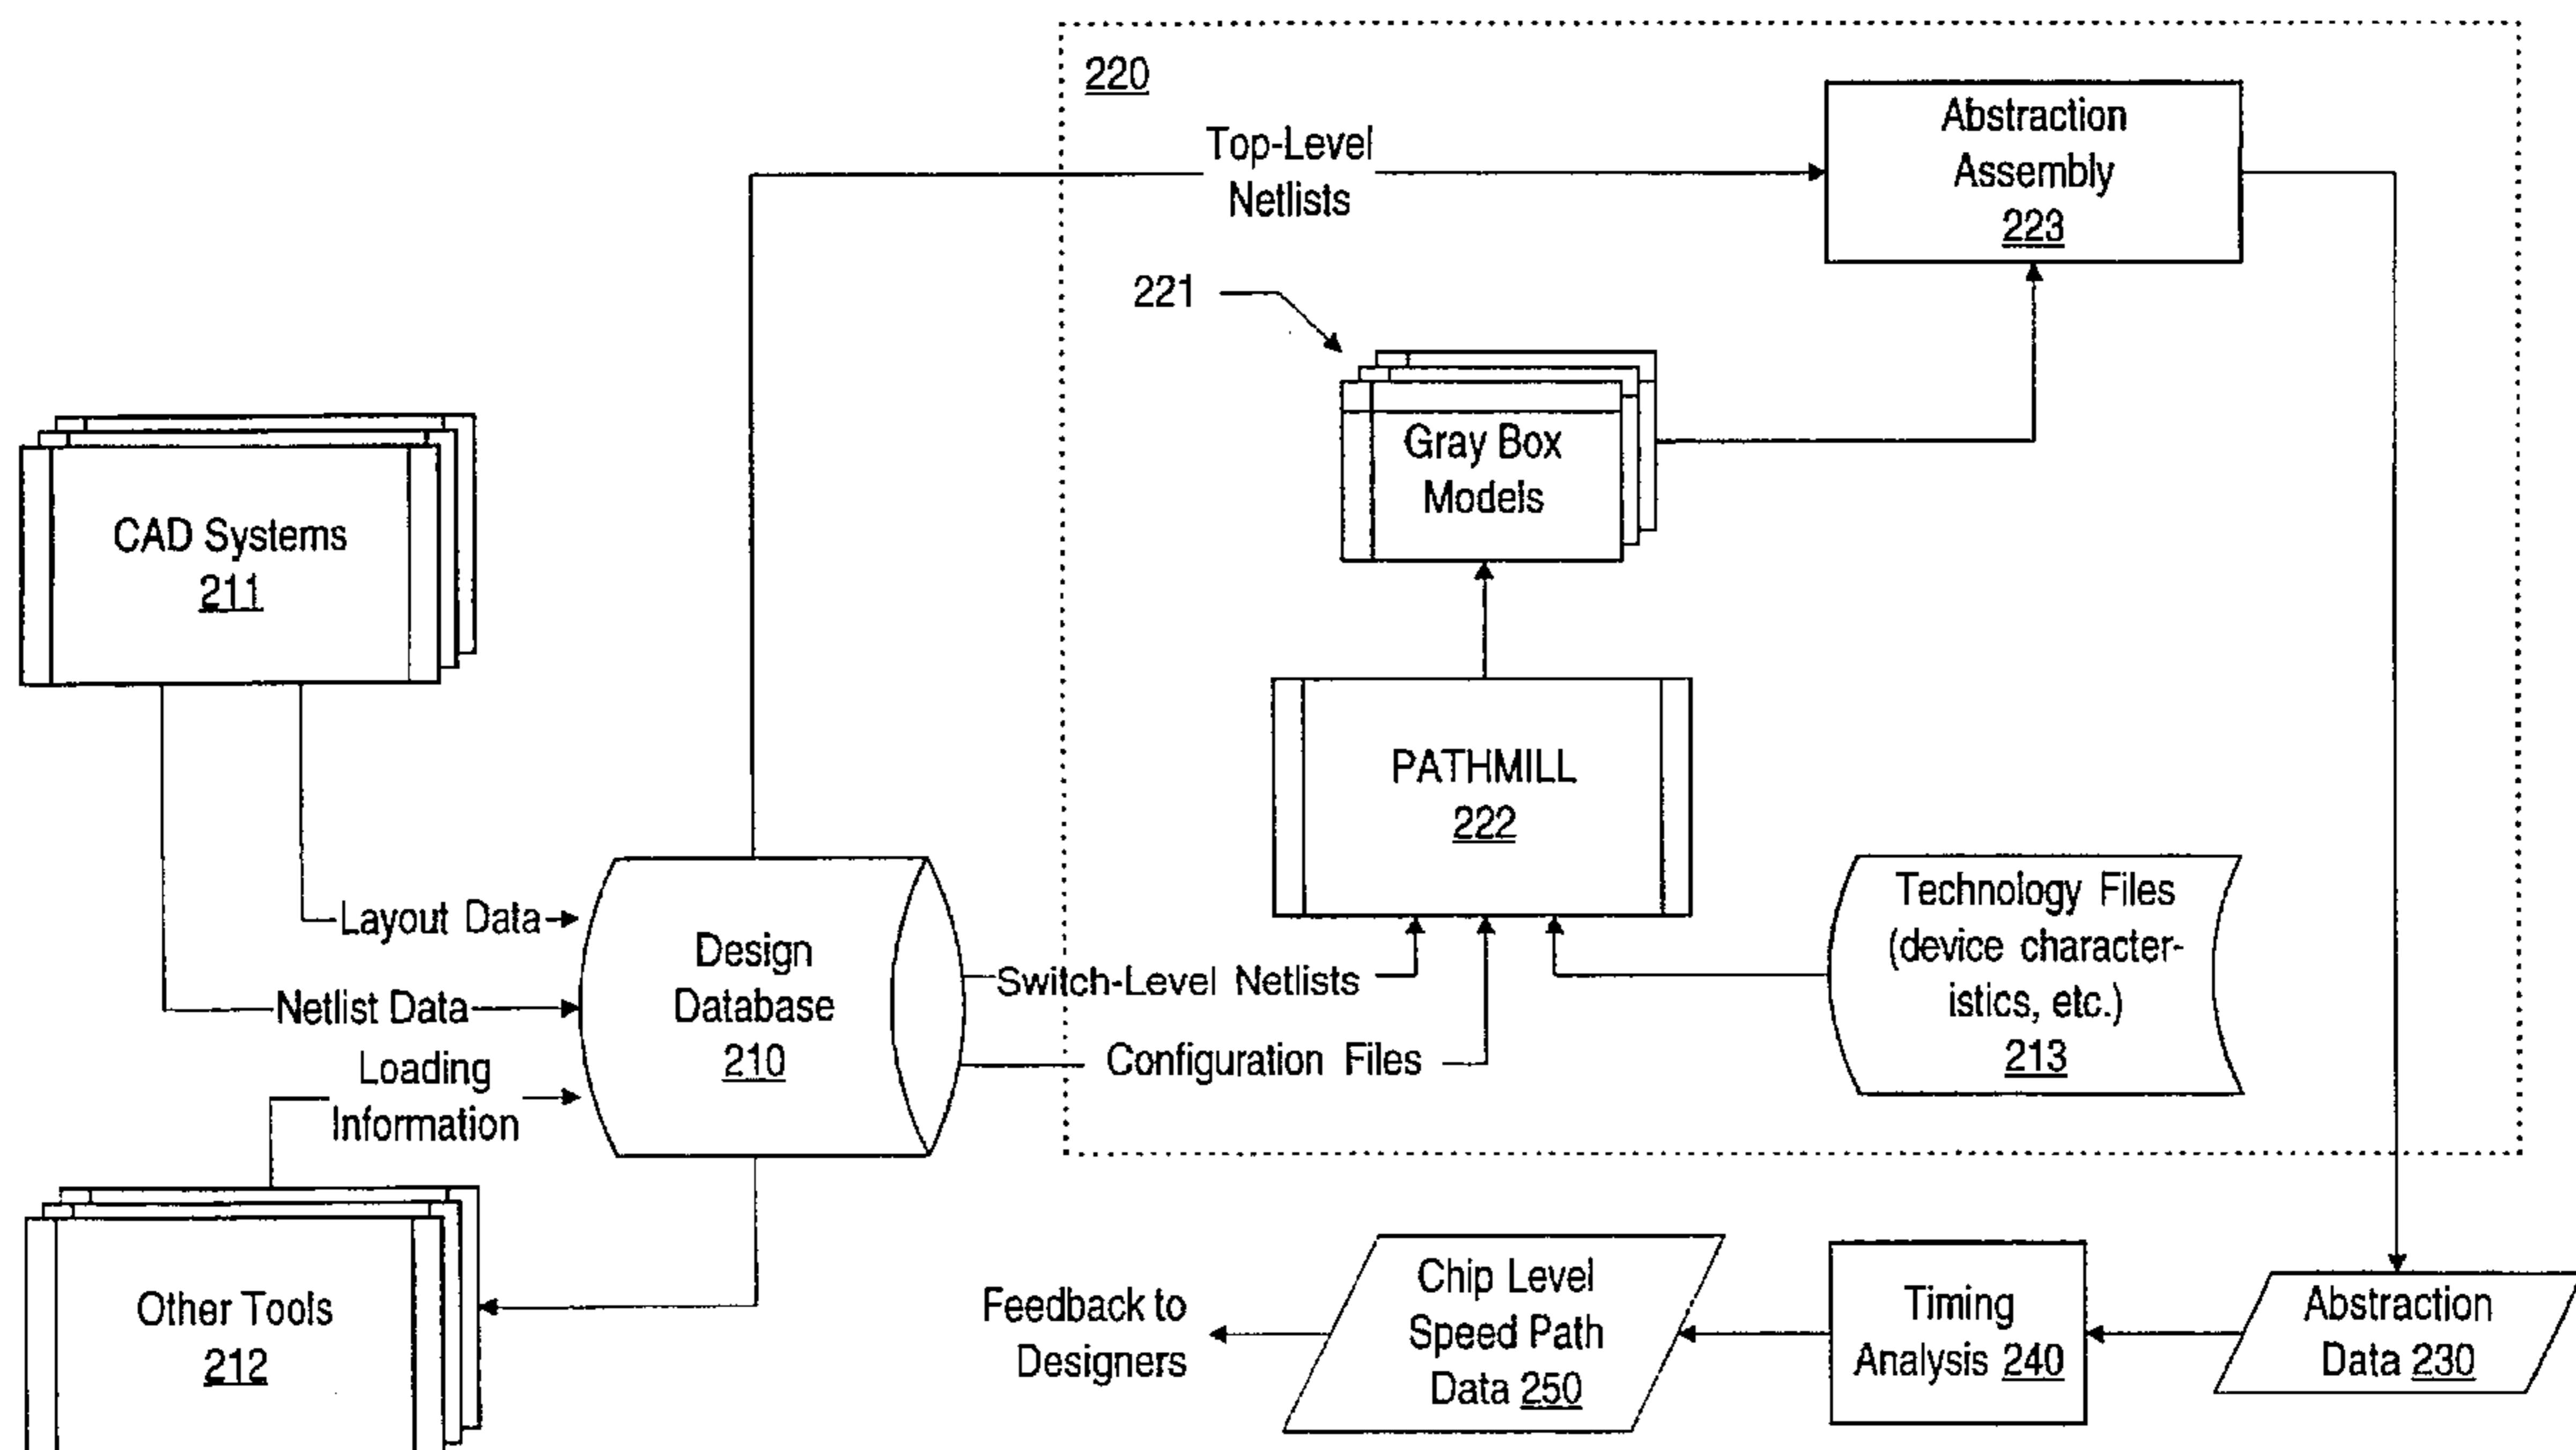 220
Top-Level
Netlists
Abstraction
Assembly
223
221
Gray Box
Models
CAD Systems
211
PATHMILL
222
Layout Data
Netlist Data
Loading
Information
Design
Database
210
Switch-Level Netlists
Configuration Files
Technology Files
(device character-
istics, etc.)
213
Other Tools
212
Feedback to
Designers
Chip Level
Speed Path
Data 250
Timing
Analysis 240
Abstraction
Data 230